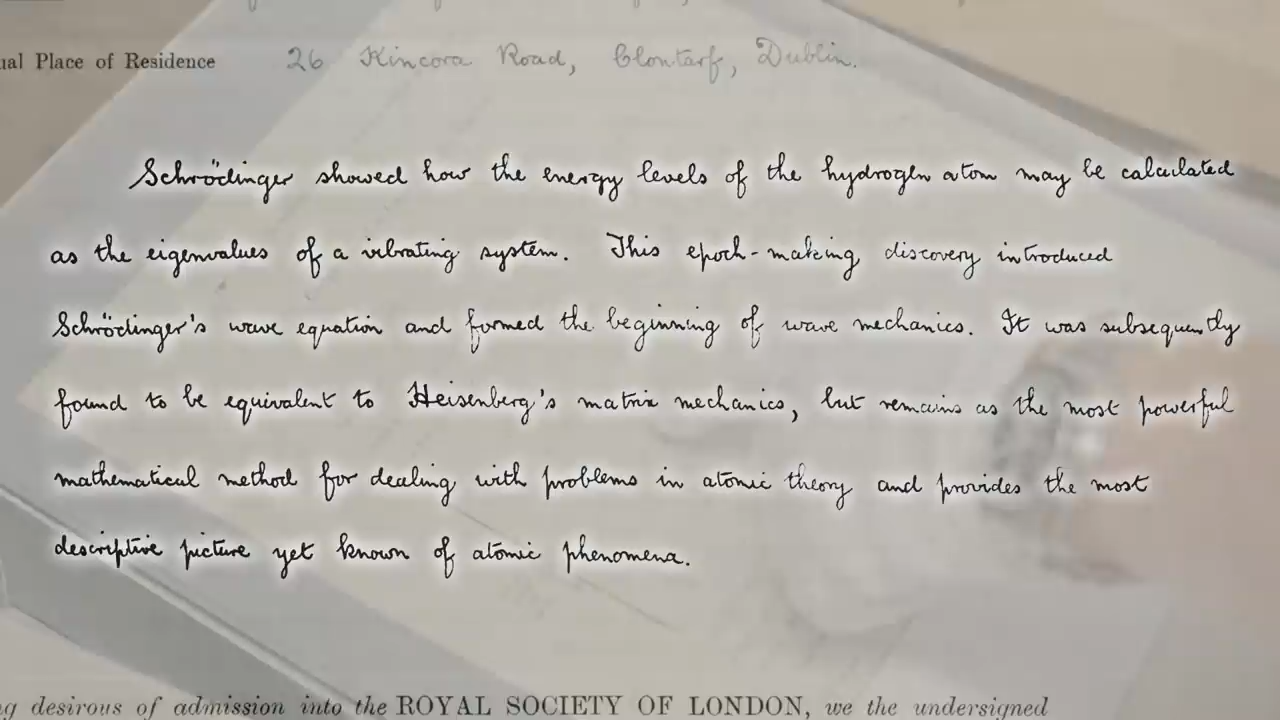 ual Place of Residence 26 Kincora Road, Clontarf, Dublin.
Schrödinger showed how the energy levels of the hydrogen atom may be calculated
as the eigenvalues of a vibrating system. This epoch-making discovery introduced
Schrödinger's wave equation and formed the beginning of wave mechanics. It was subsequently
found to be equivalent to Heisenberg's matrix mechanics, but remains as the most powerful
mathematical method for dealing with problems in atomic theory and provides the most
descriptive picture yet known of atomic phenomena.
g desirous of admission into the ROYAL SOCIETY OF LONDON, we the undersigned